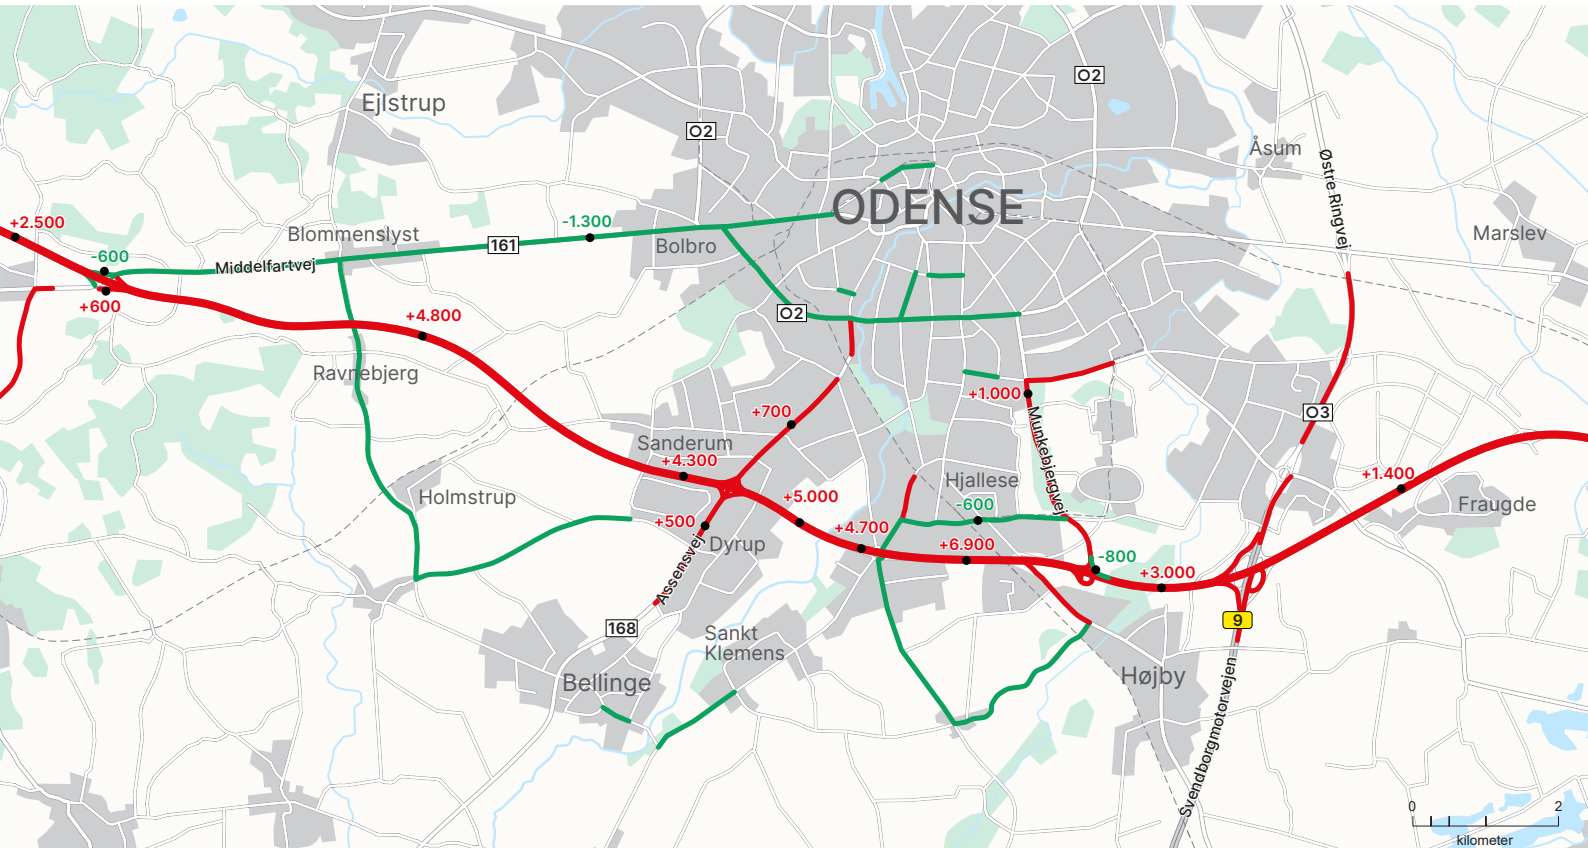 O2
Ejlstrup
O2
Åsum
Østre Ringvej
ODENSE
+2.500
-1.300
Blommenslyst
161
Bolbro
Marslev
-600
Middelfartvej
+600
+4.800
O2
Ravnebjerg
+1.000
+700
O3
Munkebjergvej
Sanderum
+4.300
+1.400
Holmstrup
+5.000
Hjallese
-600
Fraugde
+500
Dyrup
+4.700
+6.900
-800
+3.000
Assensvej
168
9
Sankt
Klemens
Bellinge
Højby
Svendborgmotorvejen
0 2
kilometer